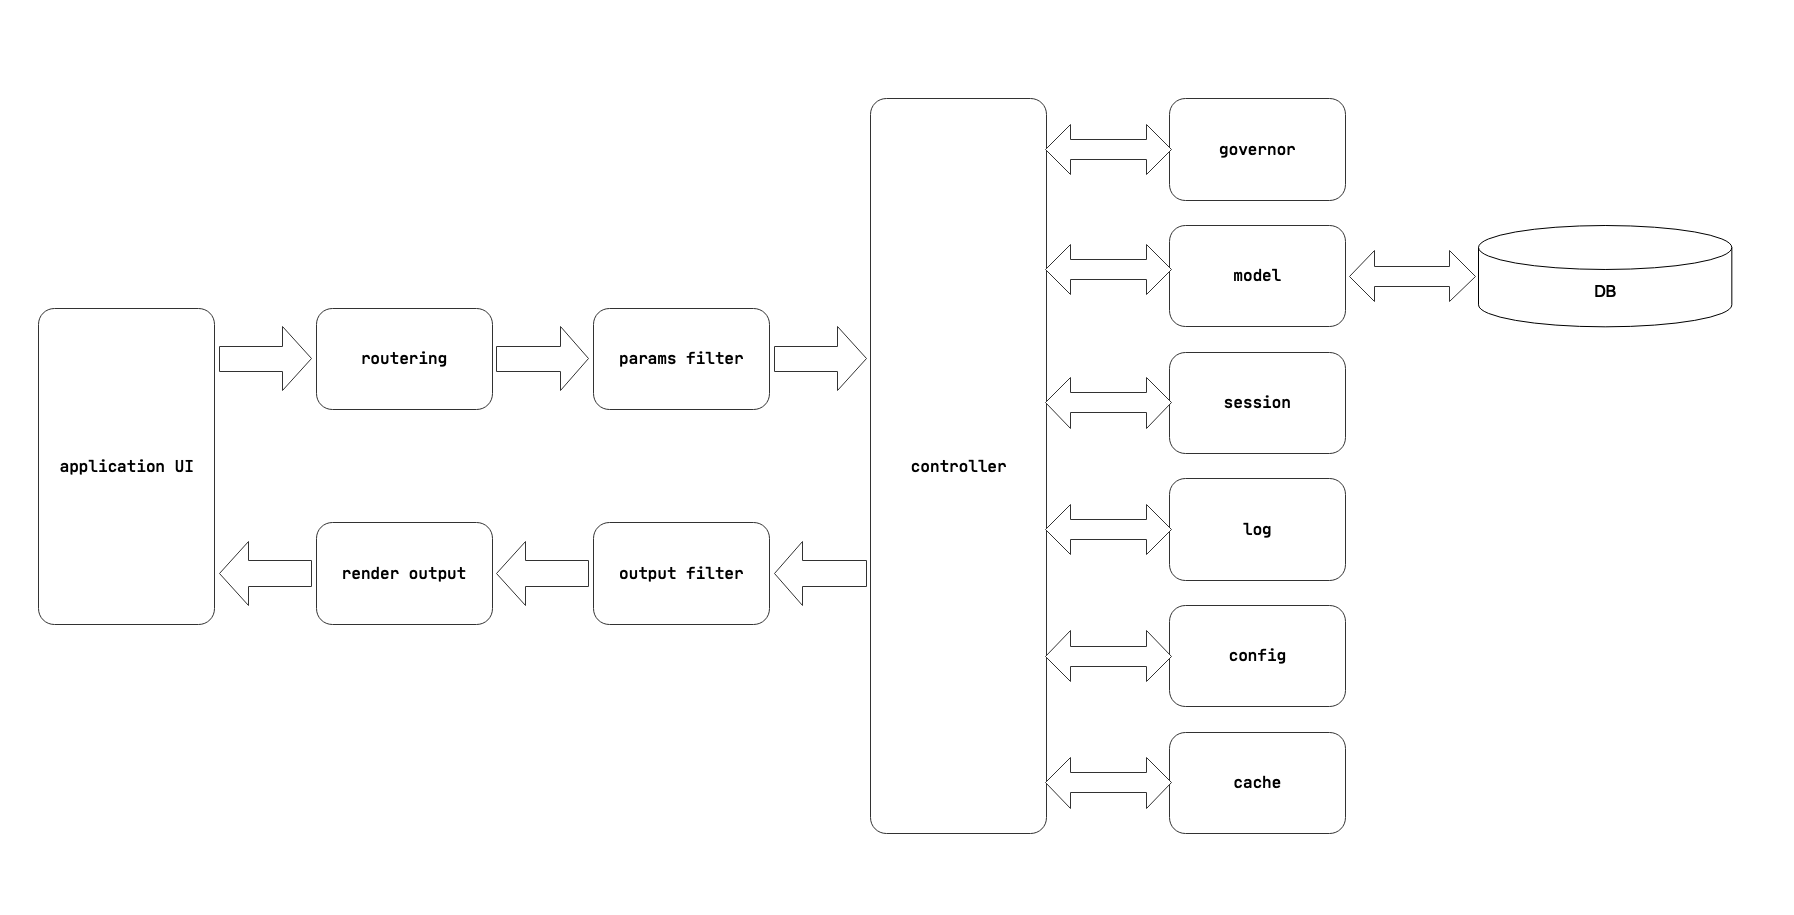 governor
model
DB
routering
params filter
session
application UI
controller
log
render output
output filter
config
cache